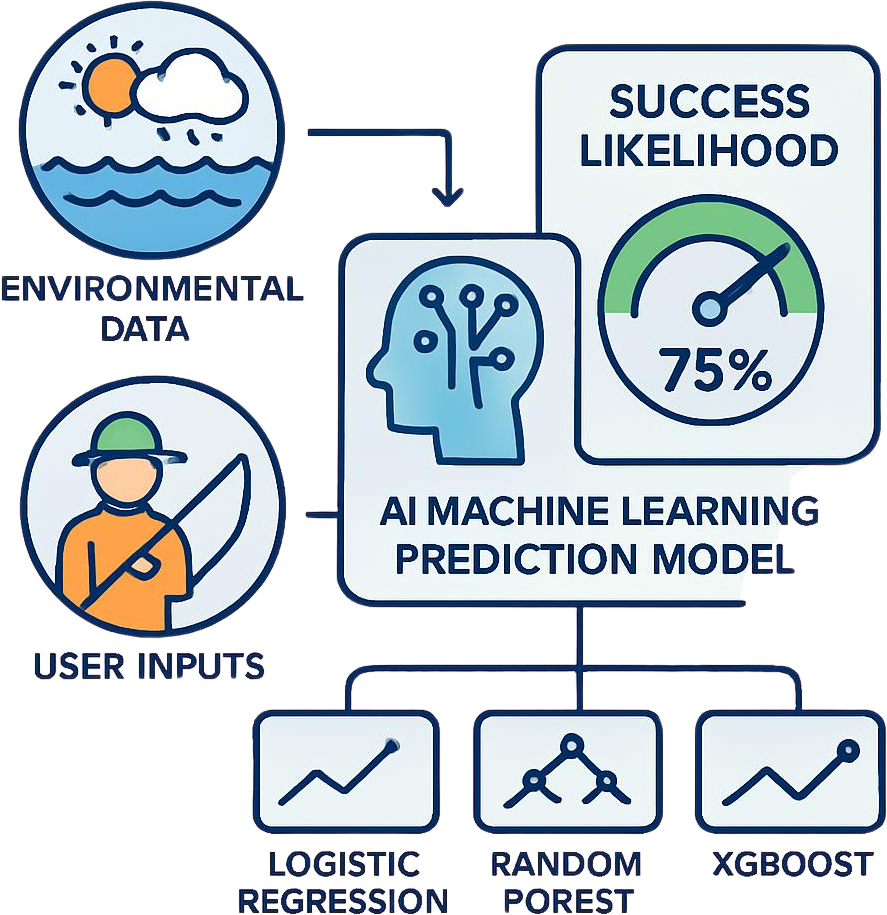 SUCCESS
LIKELIHOOD
75%
ENVIRONMENTAL
DATA
AI MACHINE LEARNING
PREDICTION MODEL
USER INPUTS
LOGISTIC
REGRESSION
RANDOM
POREST
XGBOOST